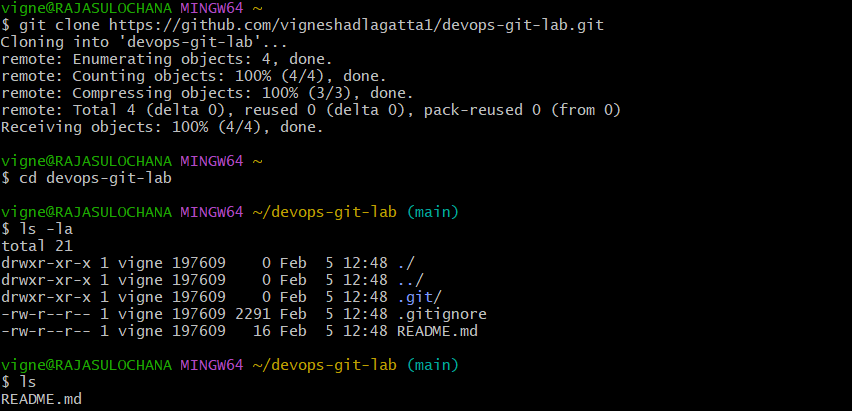 vigne@RAJASULOCHANA MINGW64 ~
$ git clone https://github.com/vigneshadlagatta1/devops-git-lab.git
Cloning into 'devops-git-lab'...
remote: Enumerating objects: 4, done.
remote: Counting objects: 100% (4/4), done.
remote: Compressing objects: 100% (3/3), done.
remote: Total 4 (delta 0), reused 0 (delta 0), pack-reused 0 (from 0)
Receiving objects: 100% (4/4), done.
vigne@RAJASULOCHANA MINGW64 ~
$ cd devops-git-lab
vigne@RAJASULOCHANA MINGW64 ~/devops-git-lab (main)
$ ls -la
total 21
drwxr-xr-x 1 vigne 197609    0 Feb  5 12:48 ./
drwxr-xr-x 1 vigne 197609    0 Feb  5 12:48 ../
drwxr-xr-x 1 vigne 197609    0 Feb  5 12:48 .git/
-rw-r--r-- 1 vigne 197609 2291 Feb  5 12:48 .gitignore
-rw-r--r-- 1 vigne 197609   16 Feb  5 12:48 README.md
vigne@RAJASULOCHANA MINGW64 ~/devops-git-lab (main)
$ ls
README.md